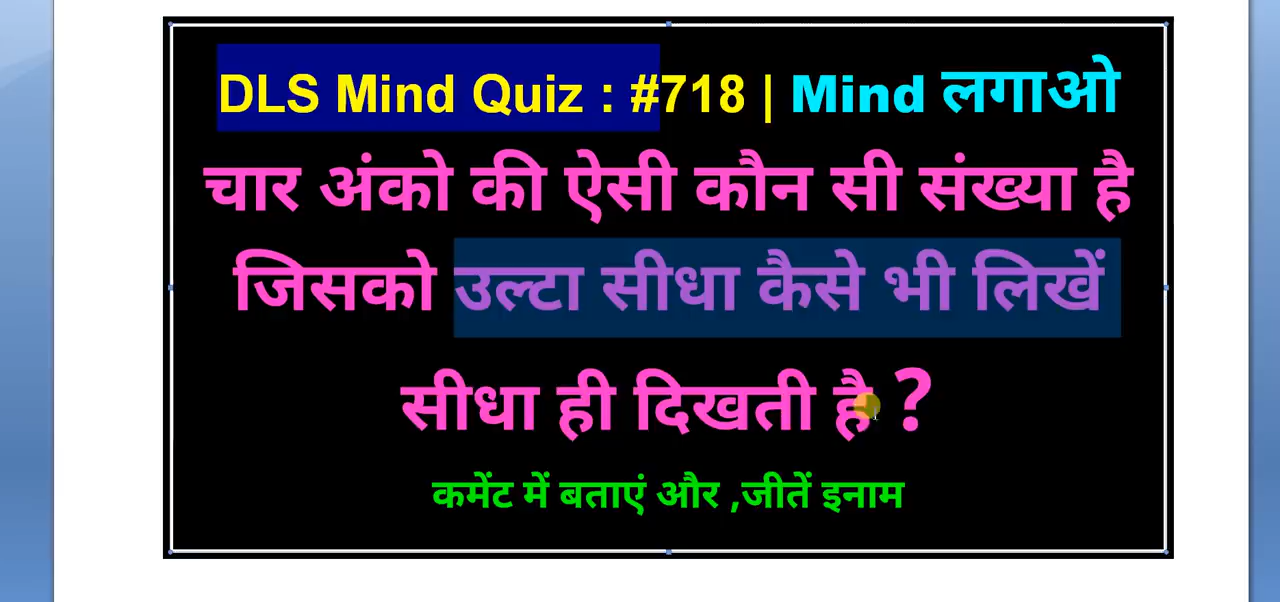 DLS Mind Quiz : #718 | Mind लगाओ
चार अंको की ऐसी कौन सी संख्या है
जिसको उल्टा सीधा कैसे भी लिखें
सीधा ही दिखती है ?
कमेंट में बताएं और ,जीतें इनाम